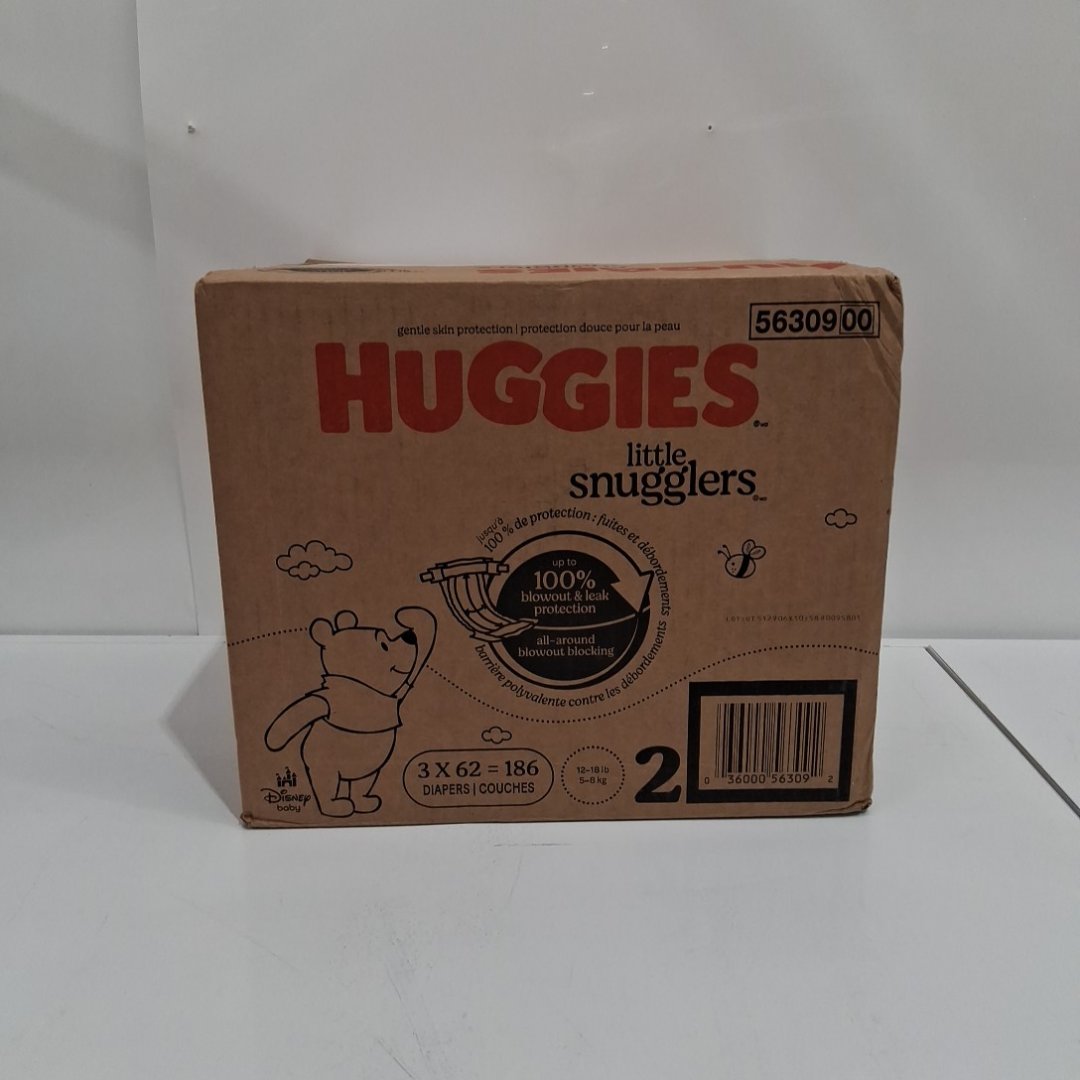 gentle skin protection | protection douce pour la peau
56309 00
HUGGIES
little
snugglers
jusqu'à
100% de protection : fuites et débordements
up to
100%
blowout & leak
protection
all-around
blowout blocking
barrière polyvalente contre les débordements
3 X 62 = 186
DIAPERS | COUCHES
12-18 lb
5-8 kg
2
0 36000 56309 2
Disney
baby